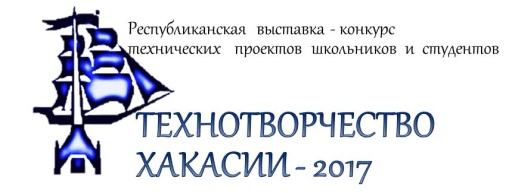 Республиканская выставка - конкурс
технических проектов школьников и студентов
ТЕХНОТВОРЧЕСТВО
ХАКАСИИ - 2017